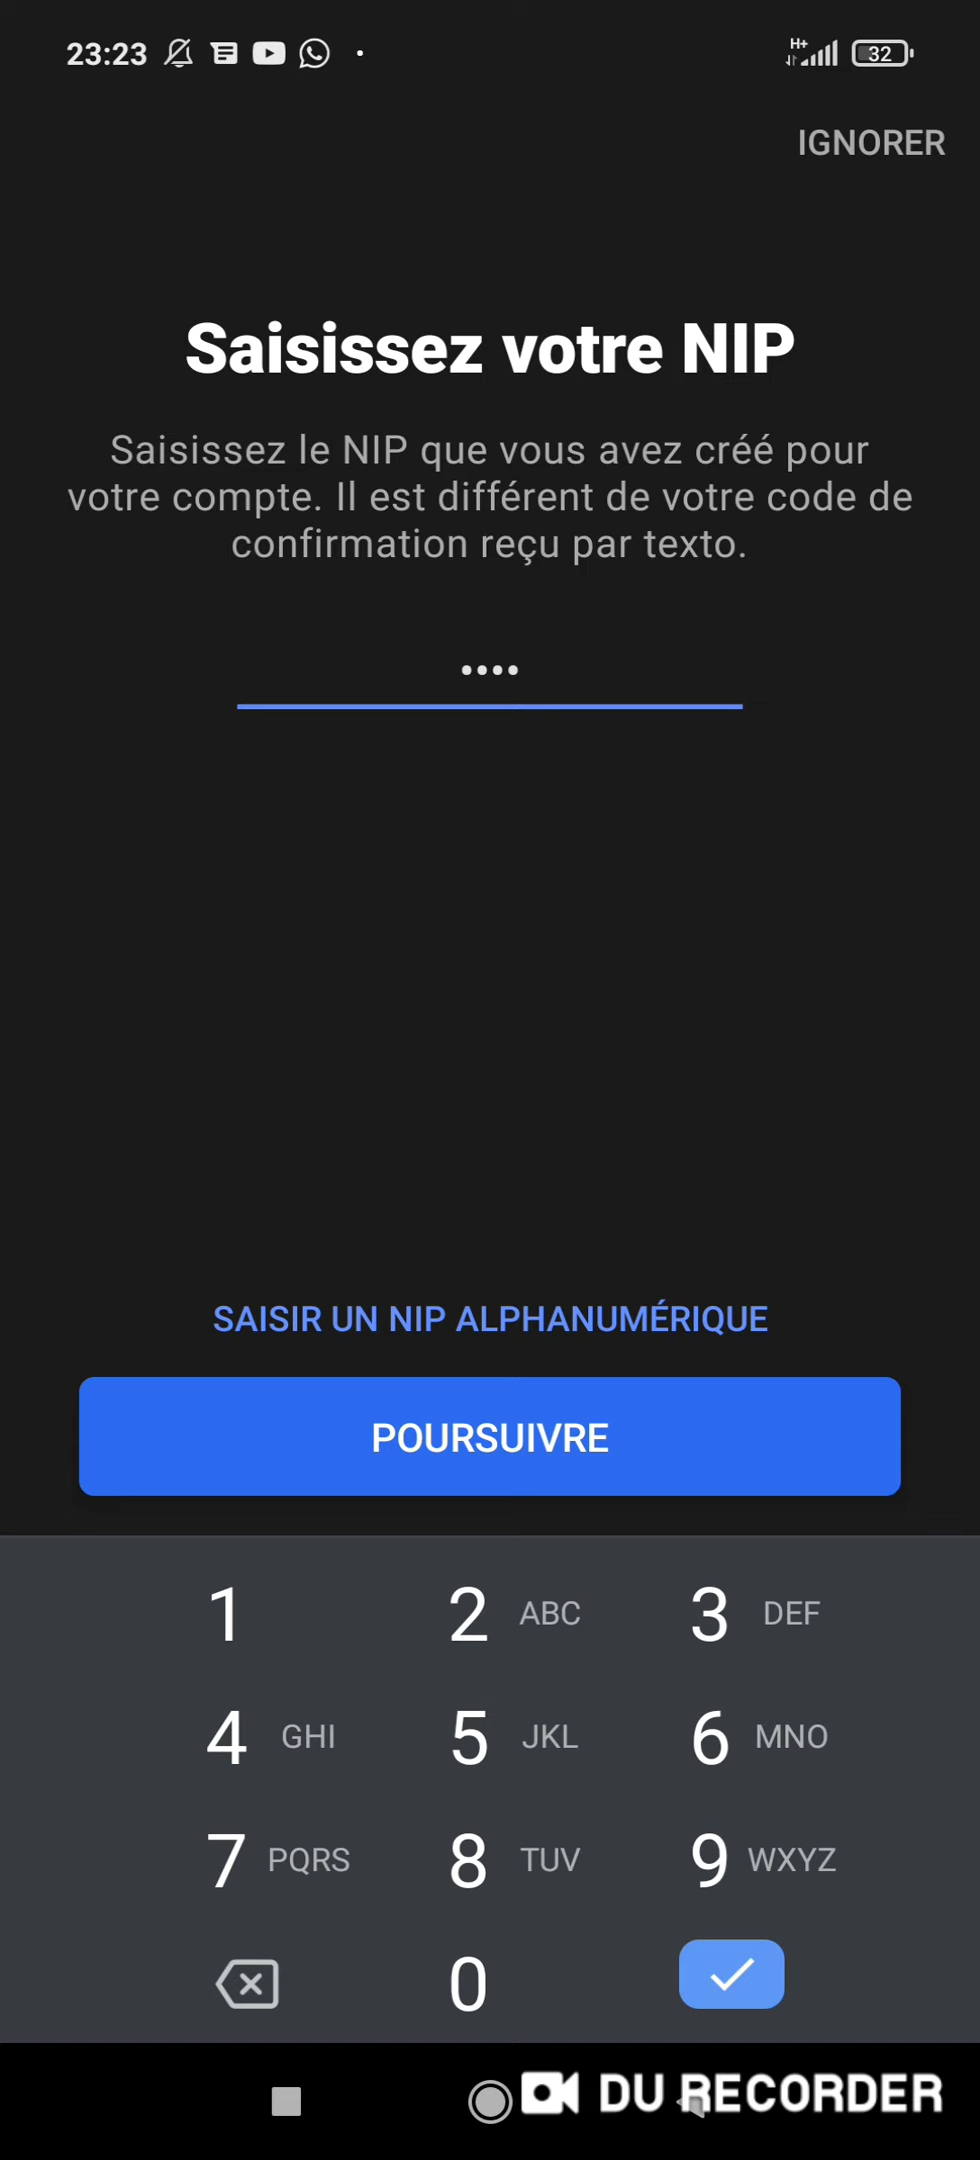 23:23
H+
32
IGNORER
Saisissez votre NIP
Saisissez le NIP que vous avez créé pour
votre compte. Il est différent de votre code de
confirmation reçu par texto.
••••
SAISIR UN NIP ALPHANUMÉRIQUE
POURSUIVRE
1
2 ABC
3 DEF
4 GHI
5 JKL
6 MNO
7 PQRS
8 TUV
9 WXYZ
0
DU RECORDER